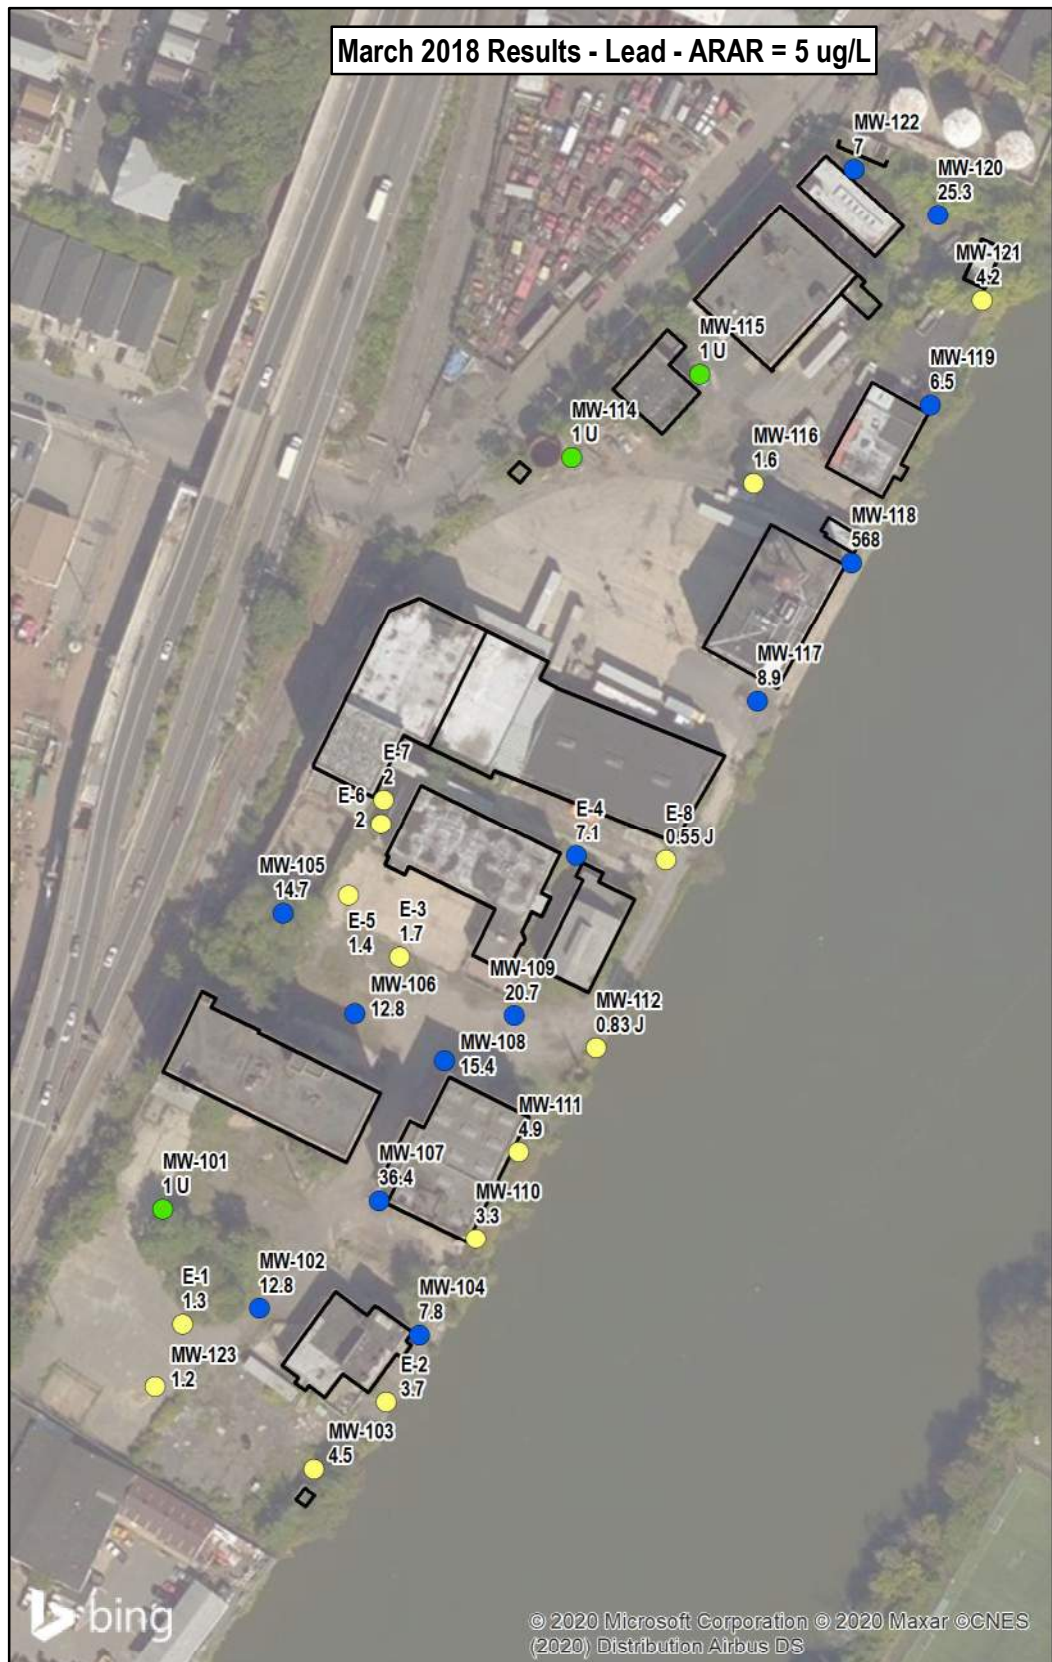 March 2018 Results - Lead - ARAR = 5 ug/L
MW-122
7
MW-120
25.3
MW-121
4.2
MW-115
1 U
MW-119
6.5
MW-114
1 U
MW-116
1.6
MW-118
568
MW-117
8.9
E-7
2
E-6
2
E-4
7.1
E-8
0.55 J
MW-105
14.7
E-5
1.4
E-3
1.7
MW-106
12.8
MW-109
20.7
MW-112
0.83 J
MW-108
15.4
MW-111
4.9
MW-107
36.4
MW-101
1 U
MW-110
3.3
MW-102
12.8
E-1
1.3
MW-104
7.8
MW-123
1.2
E-2
3.7
MW-103
4.5
bing
© 2020 Microsoft Corporation © 2020 Maxar ©CNES
(2020) Distribution Airbus DS